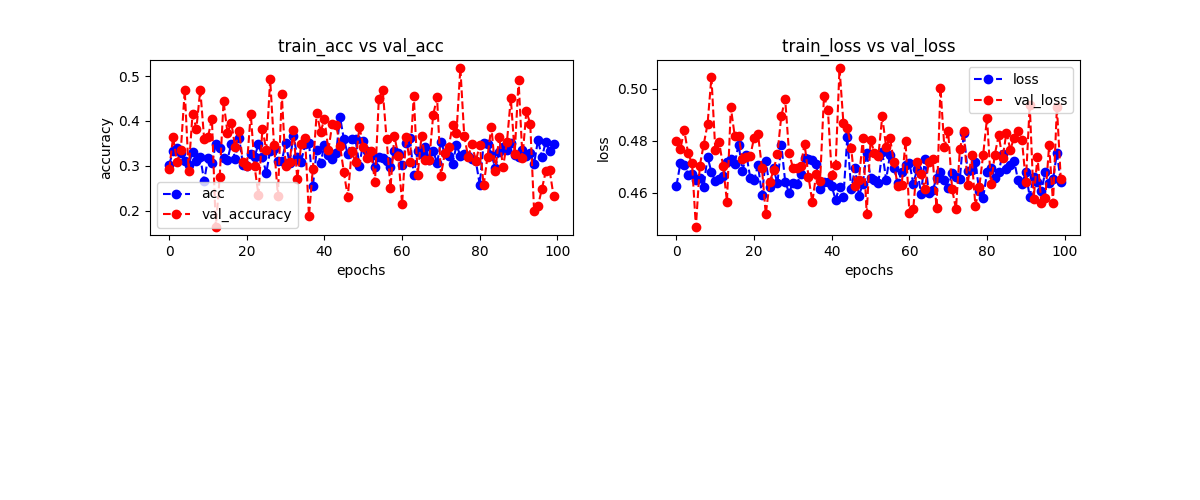 train_acc vs val_acc
accuracy
0.5
0.4
0.3
0.2
acc
val_accuracy
0 20 40 60 80 100
epochs
train_loss vs val_loss
loss
0.50
0.48
0.46
loss
val_loss
0 20 40 60 80 100
epochs